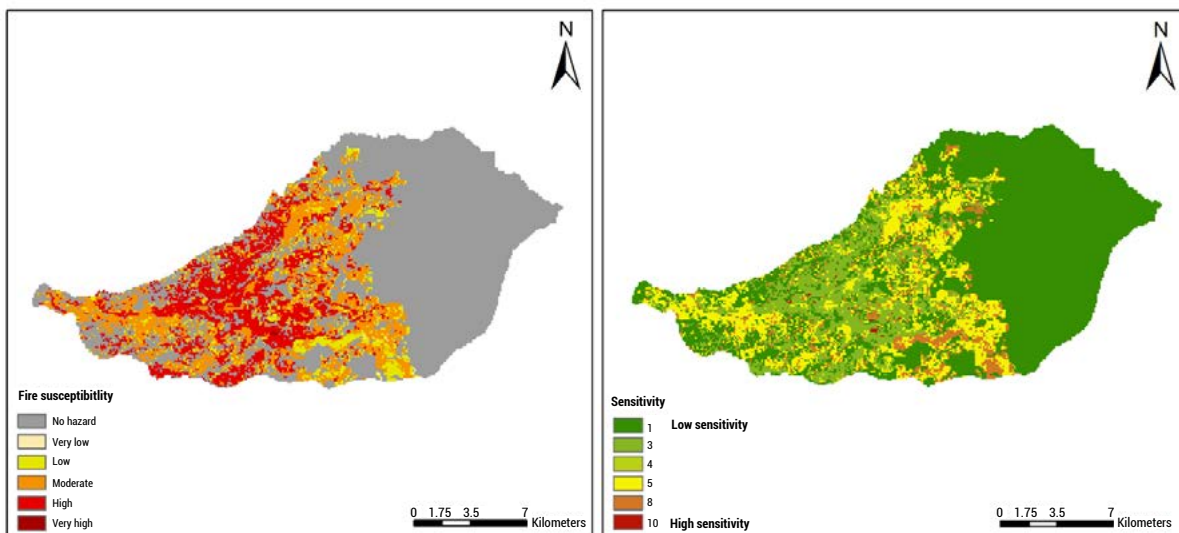 N
Fire susceptibitlity
No hazard
Very low
Low
Moderate
High
Very high
0 1.75 3.5 7
Kilometers
N
Sensitivity
1 Low sensitivity
3
4
5
8
10 High sensitivity
0 1.75 3.5 7
Kilometers